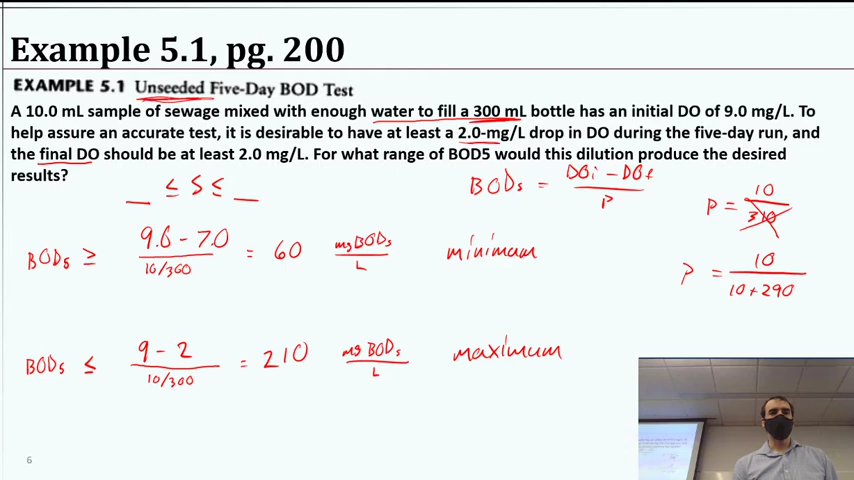 Example 5.1, pg. 200
EXAMPLE 5.1 Unseeded Five-Day BOD Test
A 10.0 mL sample of sewage mixed with enough water to fill a 300 mL bottle has an initial DO of 9.0 mg/L. To
help assure an accurate test, it is desirable to have at least a 2.0-mg/L drop in DO during the five-day run, and
the final DO should be at least 2.0 mg/L. For what range of BOD5 would this dilution produce the desired
results?
_ ≤ 5 ≤ _
BOD5 = DOi - DOf / P
P = 10 / 310
BOD5 ≥ 9.0 - 7.0 / 10/300 = 60 mg BOD5 / L minimum
P = 10 / 10 + 290
BOD5 ≤ 9 - 2 / 10/300 = 210 mg BOD5 / L maximum
6